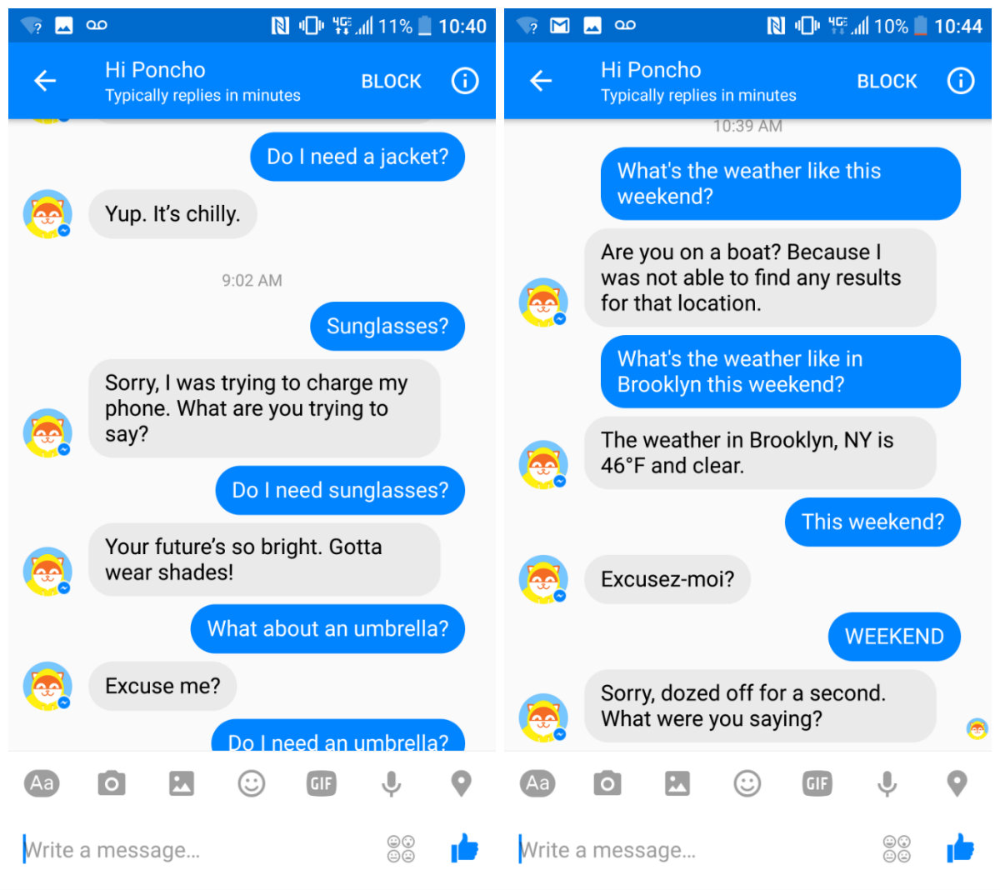 4GE 11% 10:40
Hi Poncho
Typically replies in minutes
BLOCK
Do I need a jacket?
Yup. It’s chilly.
9:02 AM
Sunglasses?
Sorry, I was trying to charge my
phone. What are you trying to
say?
Do I need sunglasses?
Your future’s so bright. Gotta
wear shades!
What about an umbrella?
Excuse me?
Do I need an umbrella?
Aa
GIF
Write a message...
4GE 10% 10:44
Hi Poncho
Typically replies in minutes
BLOCK
10:39 AM
What's the weather like this
weekend?
Are you on a boat? Because I
was not able to find any results
for that location.
What's the weather like in
Brooklyn this weekend?
The weather in Brooklyn, NY is
46°F and clear.
This weekend?
Excusez-moi?
WEEKEND
Sorry, dozed off for a second.
What were you saying?
Aa
GIF
Write a message...